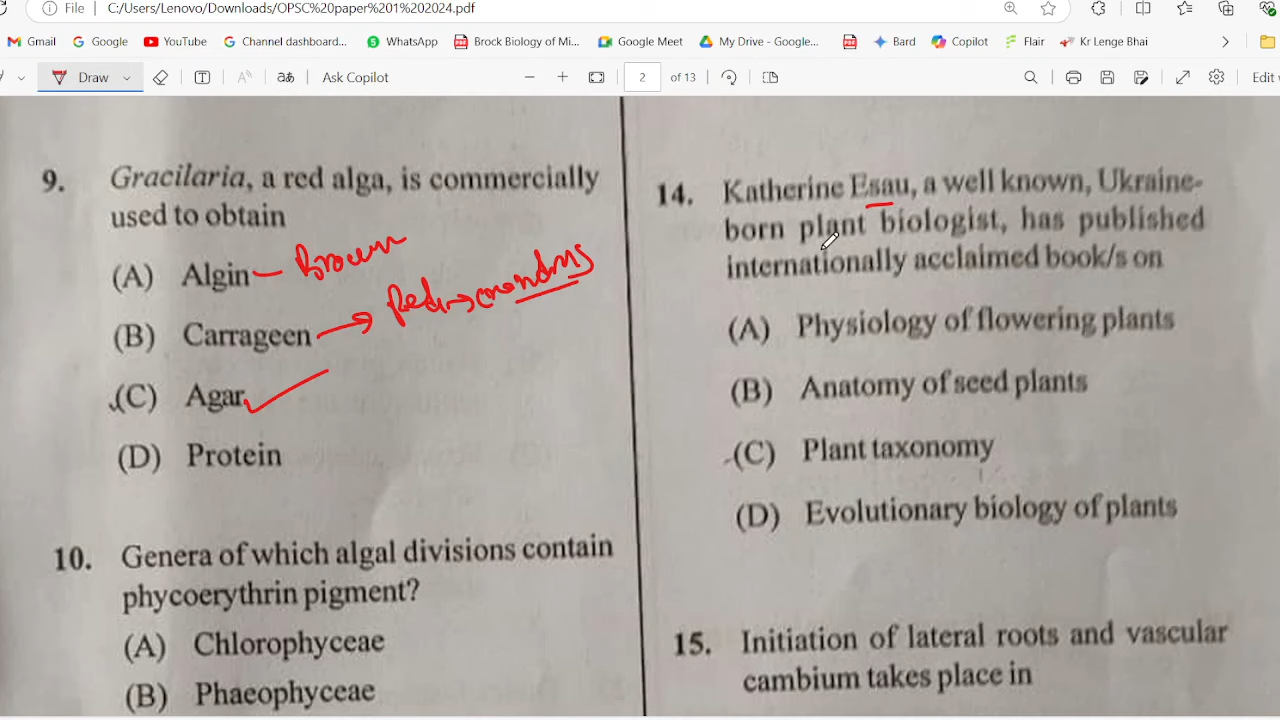 File
C:/Users/Lenovo/Downloads/OPSC%20paper%201%202024.pdf
Gmail
Google
YouTube
Channel dashboard...
WhatsApp
Brock Biology of Mi...
Google Meet
My Drive - Google...
Bard
Copilot
Flair
Kr Lenge Bhai
Draw
Ask Copilot
2
of 13
Edit
9. Gracilaria, a red alga, is commercially
used to obtain
(A) Algin
Brown
(B) Carrageen
Red
(C) Agar
(D) Protein
10. Genera of which algal divisions contain
phycoerythrin pigment?
(A) Chlorophyceae
(B) Phaeophyceae
14. Katherine Esau, a well known, Ukraine-
born plant biologist, has published
internationally acclaimed book/s on
(A) Physiology of flowering plants
(B) Anatomy of seed plants
(C) Plant taxonomy
(D) Evolutionary biology of plants
15. Initiation of lateral roots and vascular
cambium takes place in